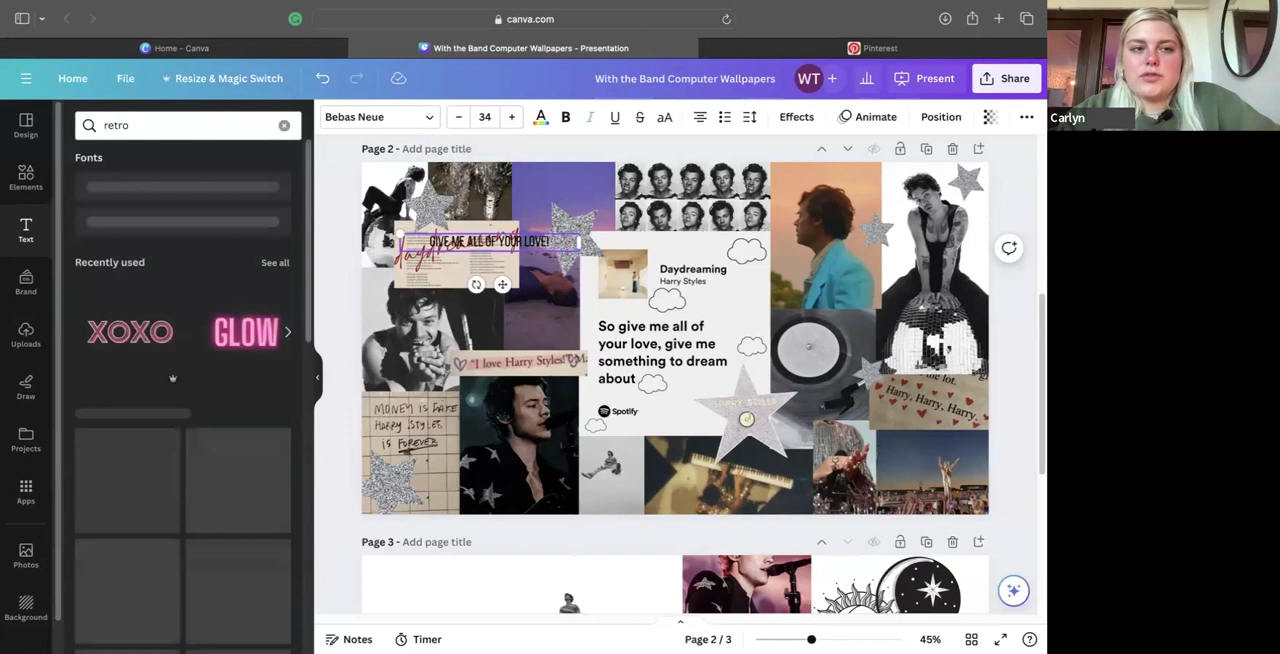 canva.com
Home - Canva
With the Band Computer Wallpapers - Presentation
Pinterest
Home
File
Resize & Magic Switch
With the Band Computer Wallpapers
WT
Present
Share
Carlyn
Design
Elements
Text
Brand
Uploads
Draw
Projects
Apps
Photos
Background
retro
Fonts
Recently used
See all
XOXO
GLOW
Bebas Neue
34
A
B
I
U
S
aA
Effects
Animate
Position
Page 2 - Add page title
GIVE ME ALL OF YOUR LOVE!
Daydreaming
Harry Styles
So give me all of
your love, give me
something to dream
about
Spotify
"I love Harry Styles!"
MONEY IS FAKE
HARRY STYLES
IS FOREVER
HARRY STYLES
the lot.
Harry, Harry, Harry,
Page 3 - Add page title
Notes
Timer
Page 2 / 3
45%